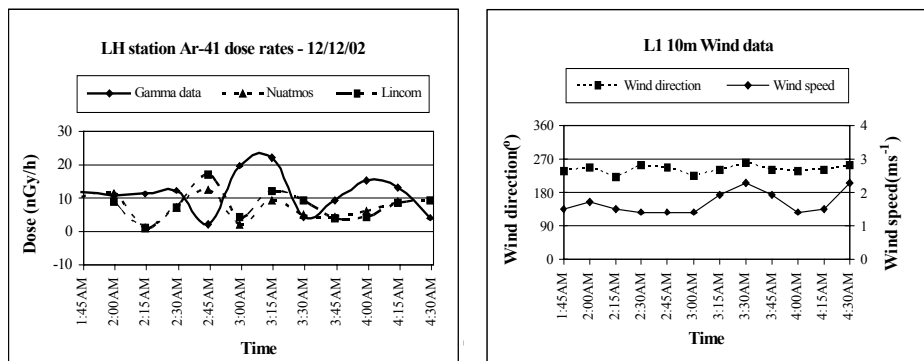 LH station Ar-41 dose rates - 12/12/02
Gamma data Nuatmos Lincom
30
20
10
0
-10
Dose (nGy/h)
1:45AM 2:00AM 2:15AM 2:30AM 2:45AM 3:00AM 3:15AM 3:30AM 3:45AM 4:00AM 4:15AM 4:30AM
Time
L1 10m Wind data
Wind direction Wind speed
360
270
180
90
0
Wind direction(º)
4
3
2
1
0
Wind speed(ms-1)
1:45AM 2:00AM 2:15AM 2:30AM 2:45AM 3:00AM 3:15AM 3:30AM 3:45AM 4:00AM 4:15AM 4:30AM
Time